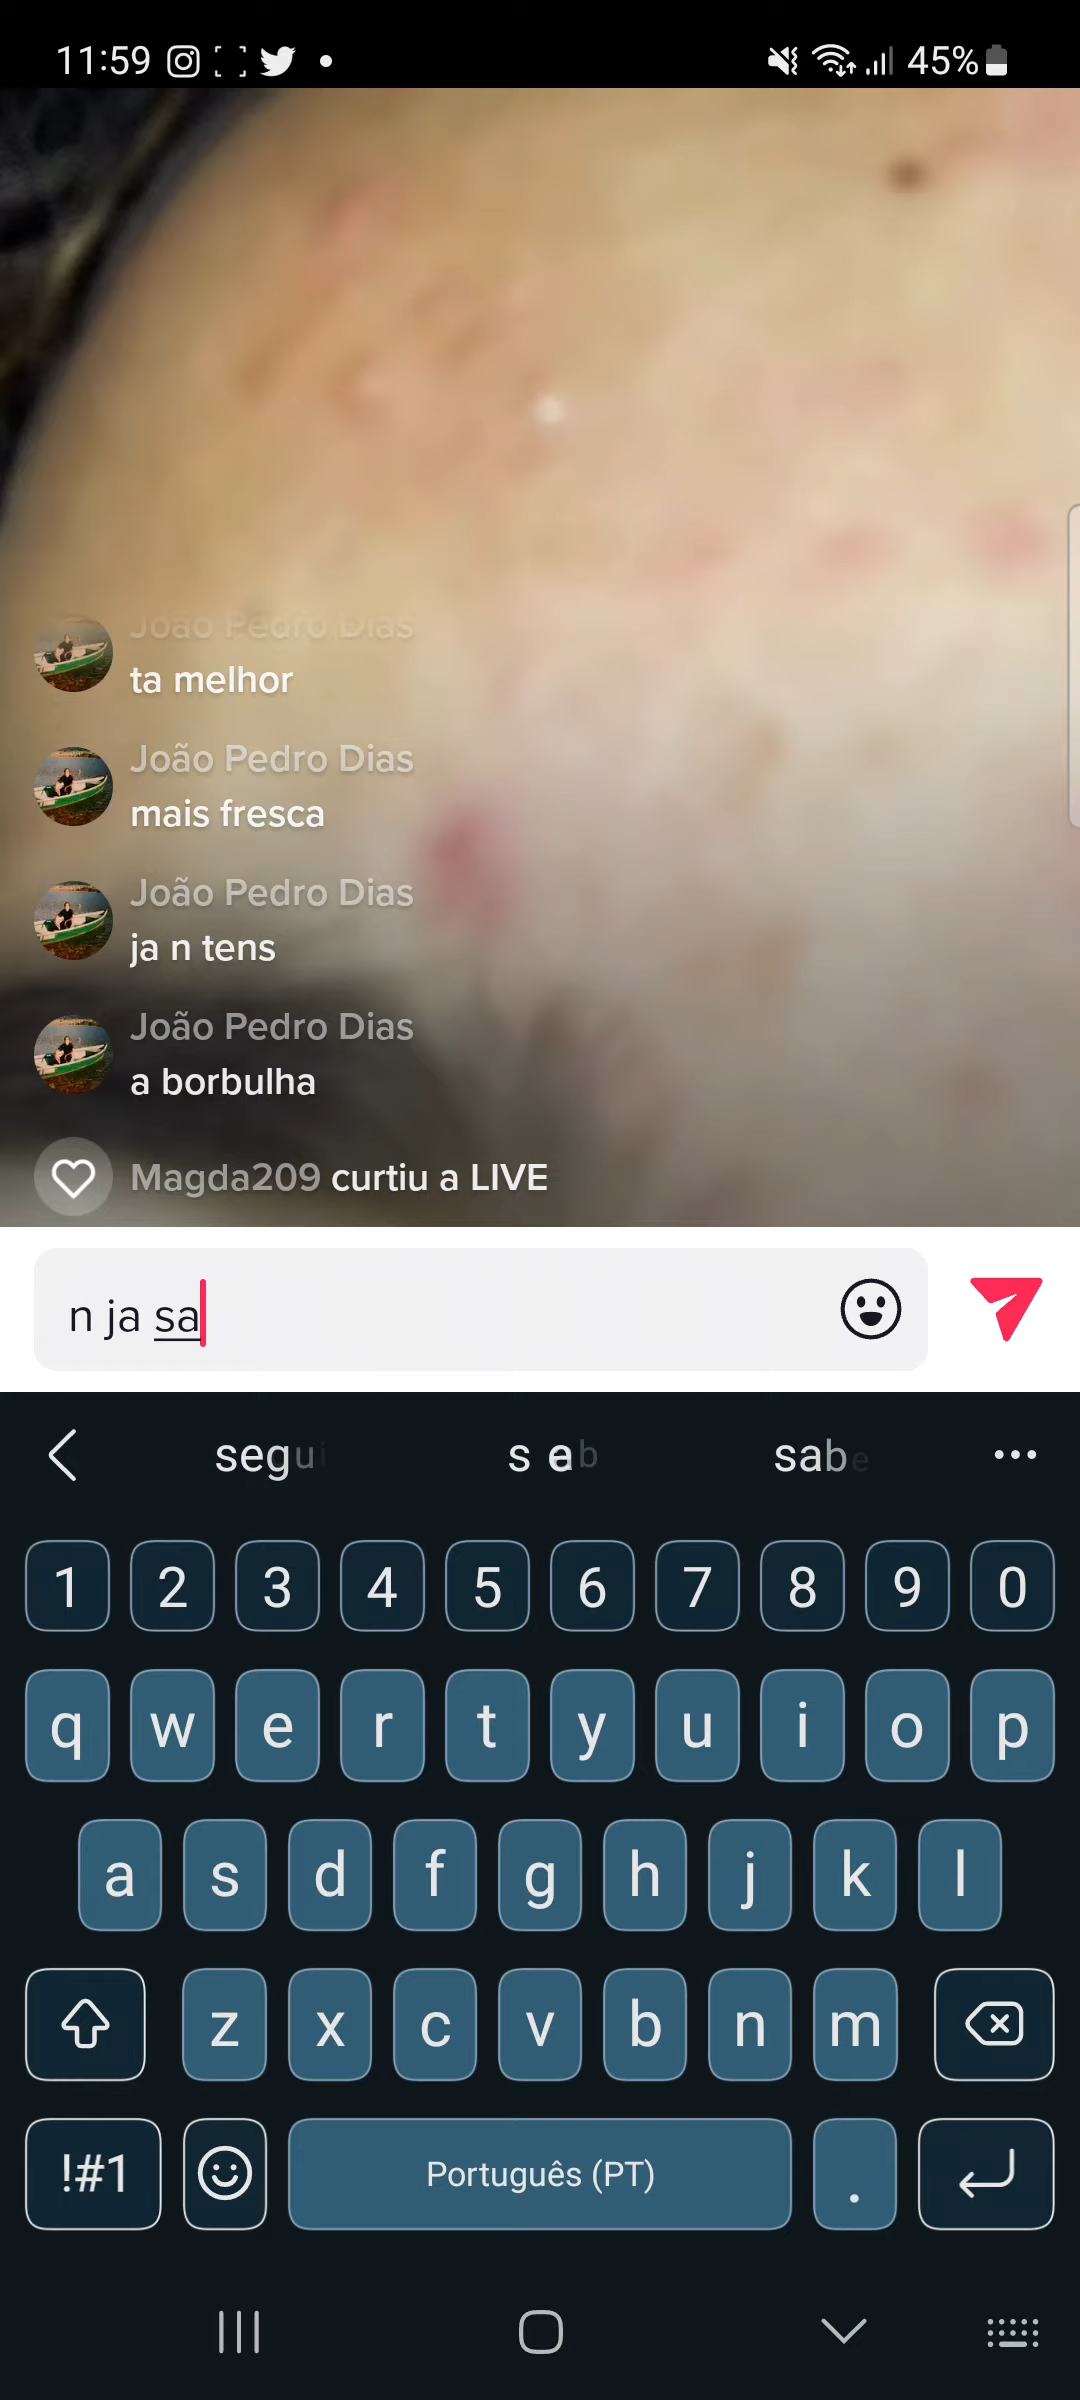 11:59 45%
João Pedro Dias
ta melhor
João Pedro Dias
mais fresca
João Pedro Dias
ja n tens
João Pedro Dias
a borbulha
Magda209 curtiu a LIVE
n ja sa
1 2 3 4 5 6 7 8 9 0
q w e r t y u i o p
a s d f g h j k l
z x c v b n m
!#1 Português (PT) .